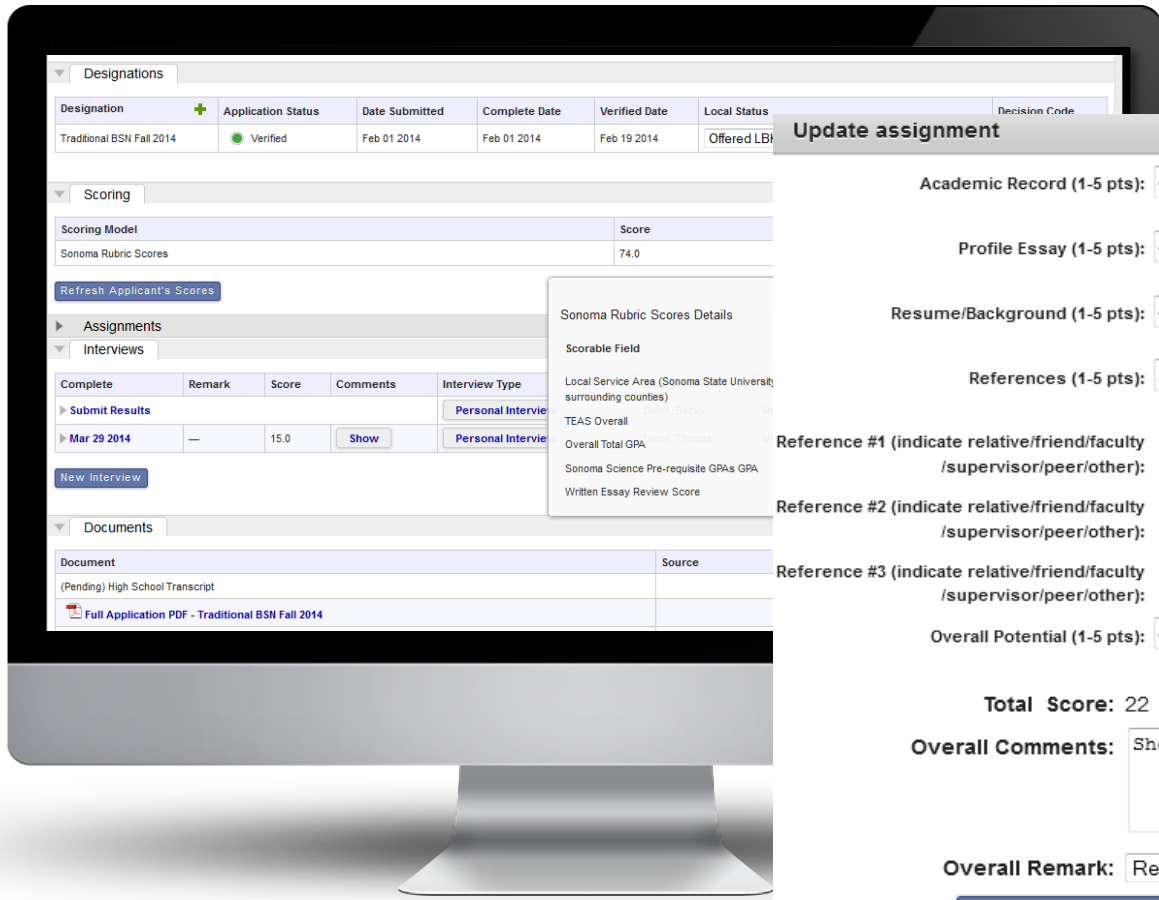 Designations
Designation Application Status Date Submitted Complete Date Verified Date Local Status Decision Code
Traditional BSN Fall 2014 Verified Feb 01 2014 Feb 01 2014 Feb 19 2014 Offered
Scoring
Scoring Model Score
Sonoma Rubric Scores 74.0
Refresh Applicant's Scores
Assignments
Interviews
Complete Remark Score Comments Interview Type
Submit Results Personal Interview
Mar 29 2014 — 15.0 Show Personal Interview
New Interview
Documents
Document Source
(Pending) High School Transcript
Full Application PDF - Traditional BSN Fall 2014
Sonoma Rubric Scores Details
Scorable Field
Local Service Area (Sonoma State University
surrounding counties)
TEAS Overall
Overall Total GPA
Sonoma Science Pre-requisite GPAs GPA
Written Essay Review Score
Update assignment
Academic Record (1-5 pts):
Profile Essay (1-5 pts):
Resume/Background (1-5 pts):
References (1-5 pts):
Reference #1 (indicate relative/friend/faculty
/supervisor/peer/other):
Reference #2 (indicate relative/friend/faculty
/supervisor/peer/other):
Reference #3 (indicate relative/friend/faculty
/supervisor/peer/other):
Overall Potential (1-5 pts):
Total Score: 22
Overall Comments: Sh
Overall Remark: Re